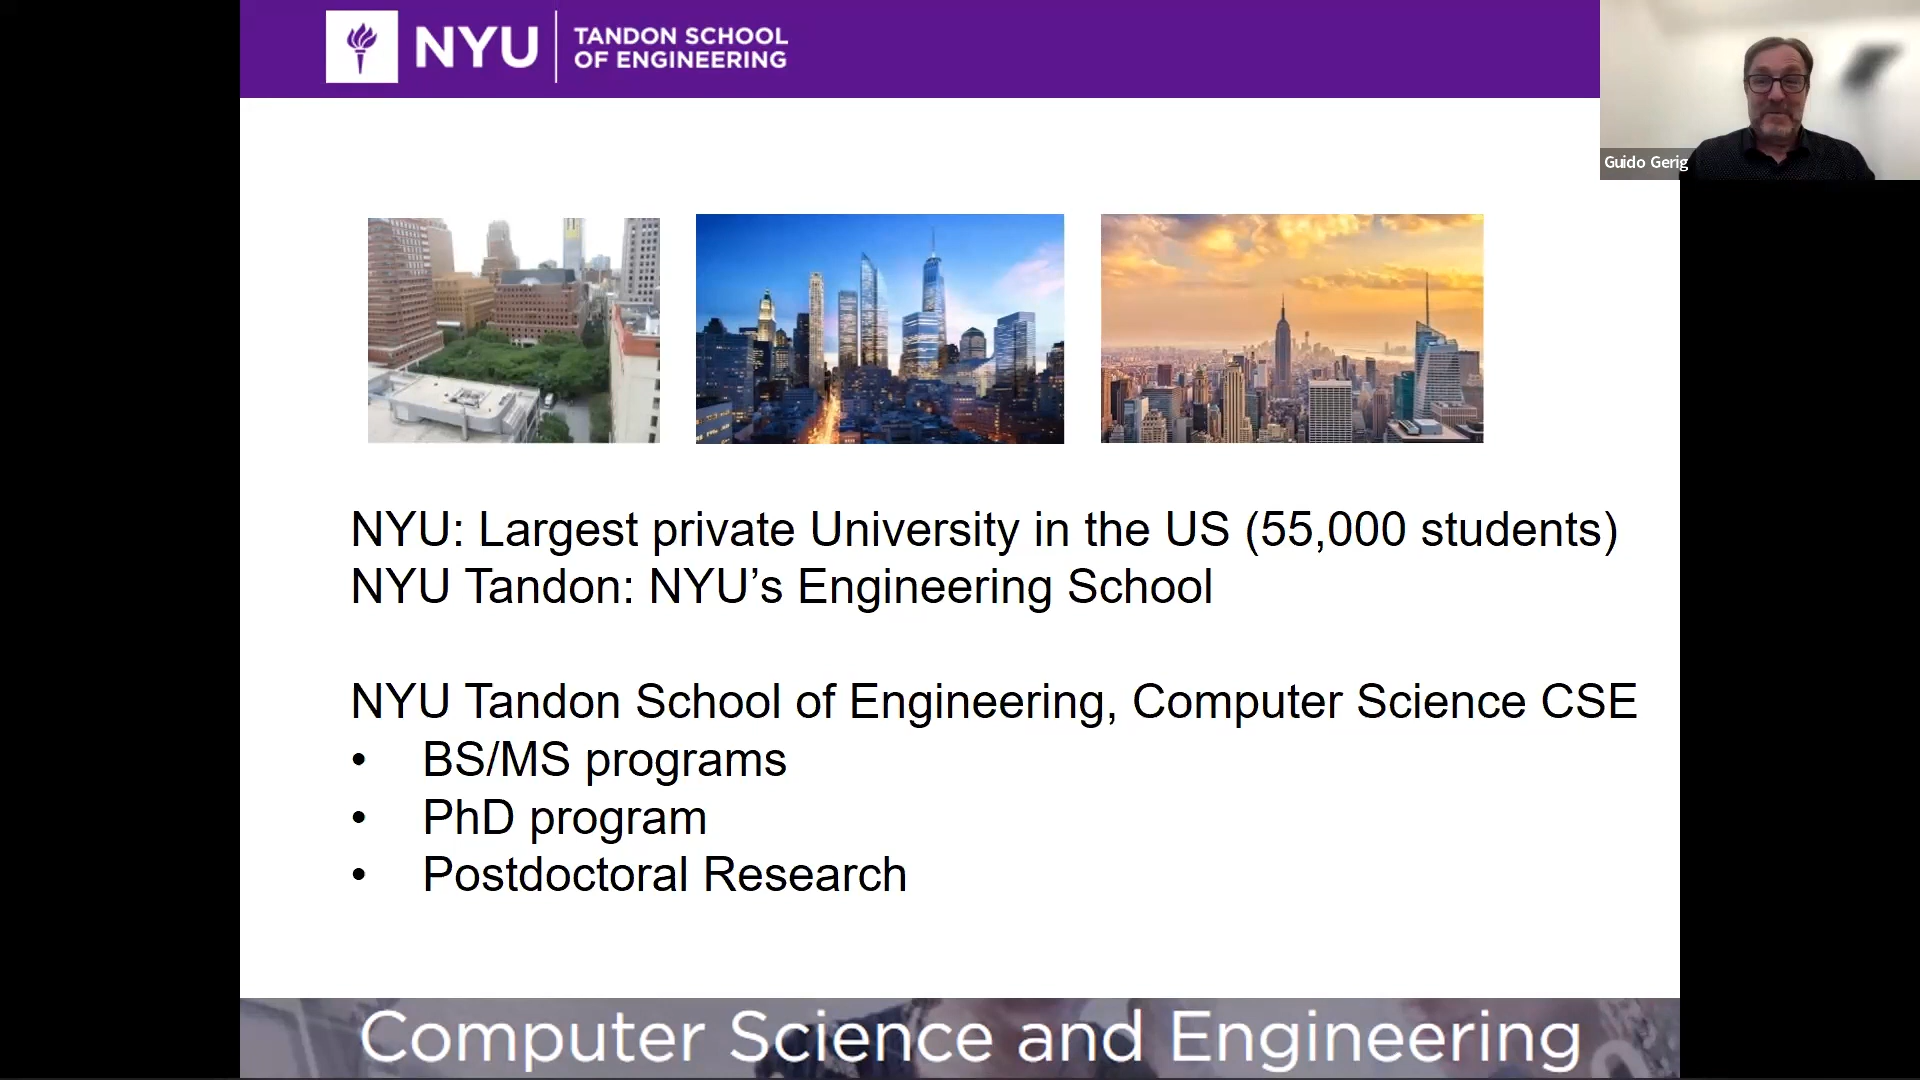 NYU
TANDON SCHOOL
OF ENGINEERING
Guido Gerig
NYU: Largest private University in the US (55,000 students)
NYU Tandon: NYU’s Engineering School
NYU Tandon School of Engineering, Computer Science CSE
• BS/MS programs
• PhD program
• Postdoctoral Research
Computer Science and Engineering